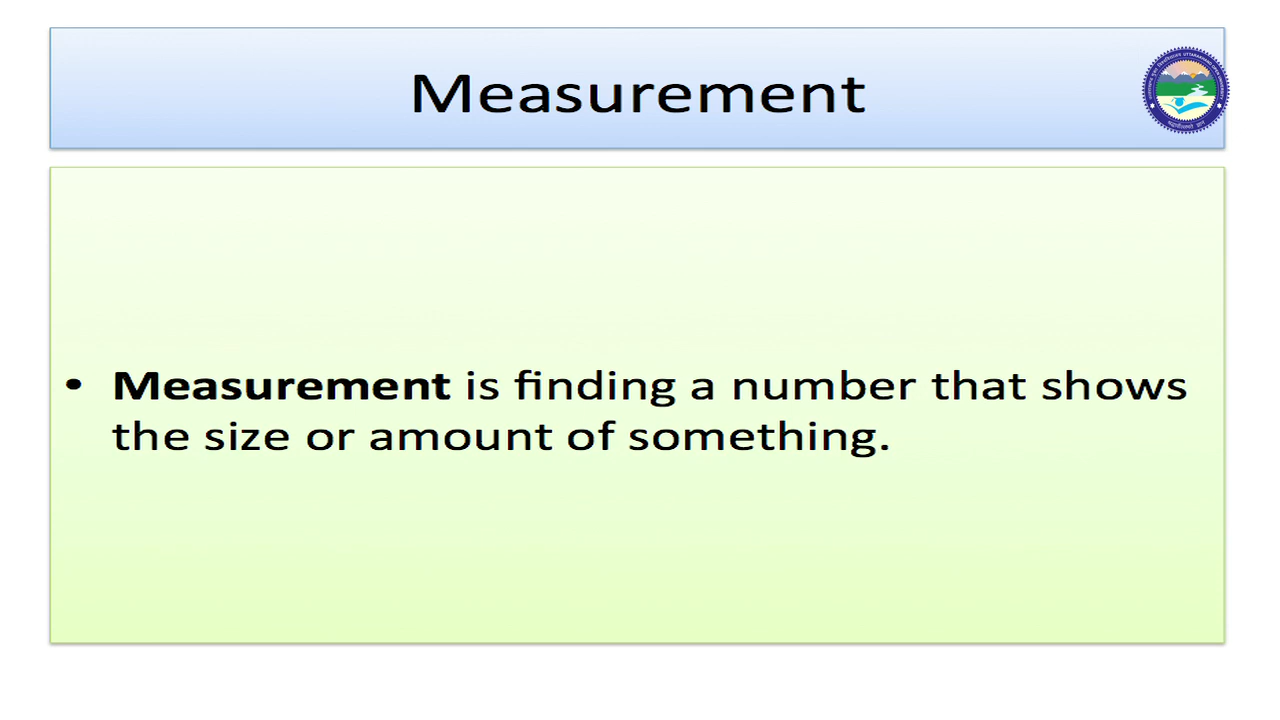 Measurement
• Measurement is finding a number that shows
the size or amount of something.